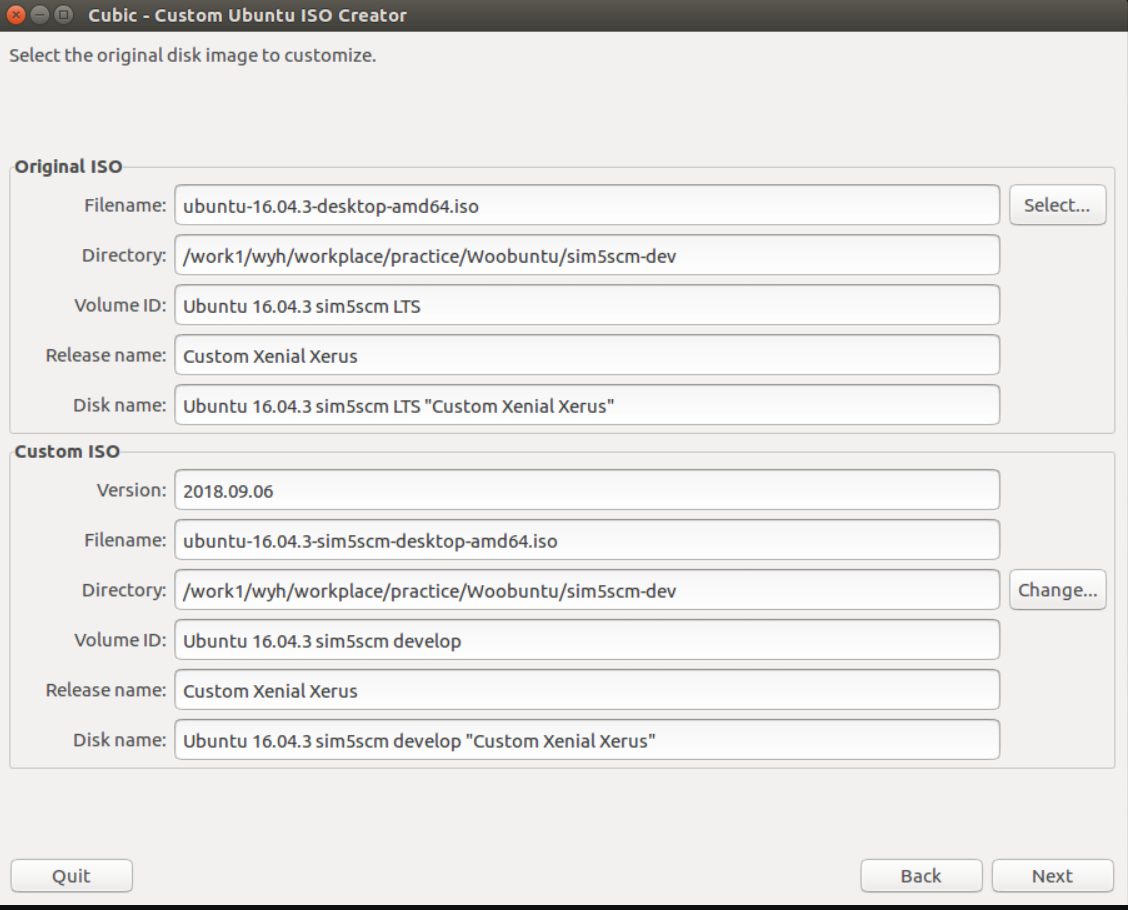 Cubic - Custom Ubuntu ISO Creator
Select the original disk image to customize.
Original ISO
Filename: ubuntu-16.04.3-desktop-amd64.iso Select...
Directory: /work1/wyh/workplace/practice/Woobuntu/sim5scm-dev
Volume ID: Ubuntu 16.04.3 sim5scm LTS
Release name: Custom Xenial Xerus
Disk name: Ubuntu 16.04.3 sim5scm LTS "Custom Xenial Xerus"
Custom ISO
Version: 2018.09.06
Filename: ubuntu-16.04.3-sim5scm-desktop-amd64.iso
Directory: /work1/wyh/workplace/practice/Woobuntu/sim5scm-dev Change...
Volume ID: Ubuntu 16.04.3 sim5scm develop
Release name: Custom Xenial Xerus
Disk name: Ubuntu 16.04.3 sim5scm develop "Custom Xenial Xerus"
Quit Back Next